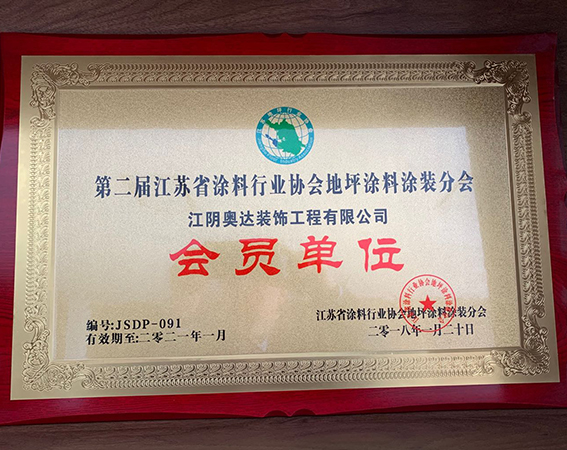 第二届江苏省涂料行业协会地坪涂料涂装分会
江阴奥达装饰工程有限公司
会员单位
编号:JSDP-091
有效期至:二零二一年一月
江苏省涂料行业协会地坪涂料涂装分会
二零一八年一月二十日